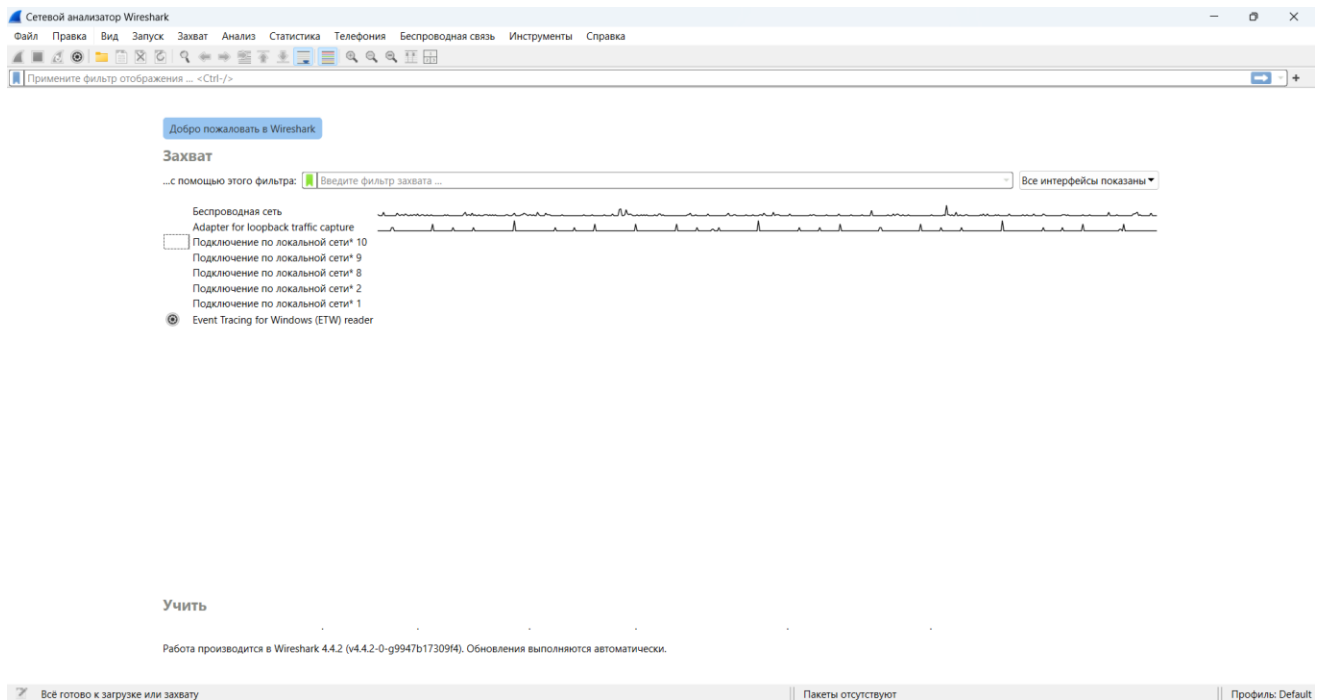 Сетевой анализатор Wireshark
Файл Правка Вид Запуск Захват Анализ Статистика Телефония Беспроводная связь Инструменты Справка
Примените фильтр отображения ... <Ctrl-/>
Добро пожаловать в Wireshark
Захват
...с помощью этого фильтра: Введите фильтр захвата ... Все интерфейсы показаны
Беспроводная сеть
Adapter for loopback traffic capture
Подключение по локальной сети* 10
Подключение по локальной сети* 9
Подключение по локальной сети* 8
Подключение по локальной сети* 2
Подключение по локальной сети* 1
Event Tracing for Windows (ETW) reader
Учить
Работа производится в Wireshark 4.4.2 (v4.4.2-0-g9947b17309f4). Обновления выполняются автоматически.
Всё готово к загрузке или захвату Пакеты отсутствуют Профиль: Default